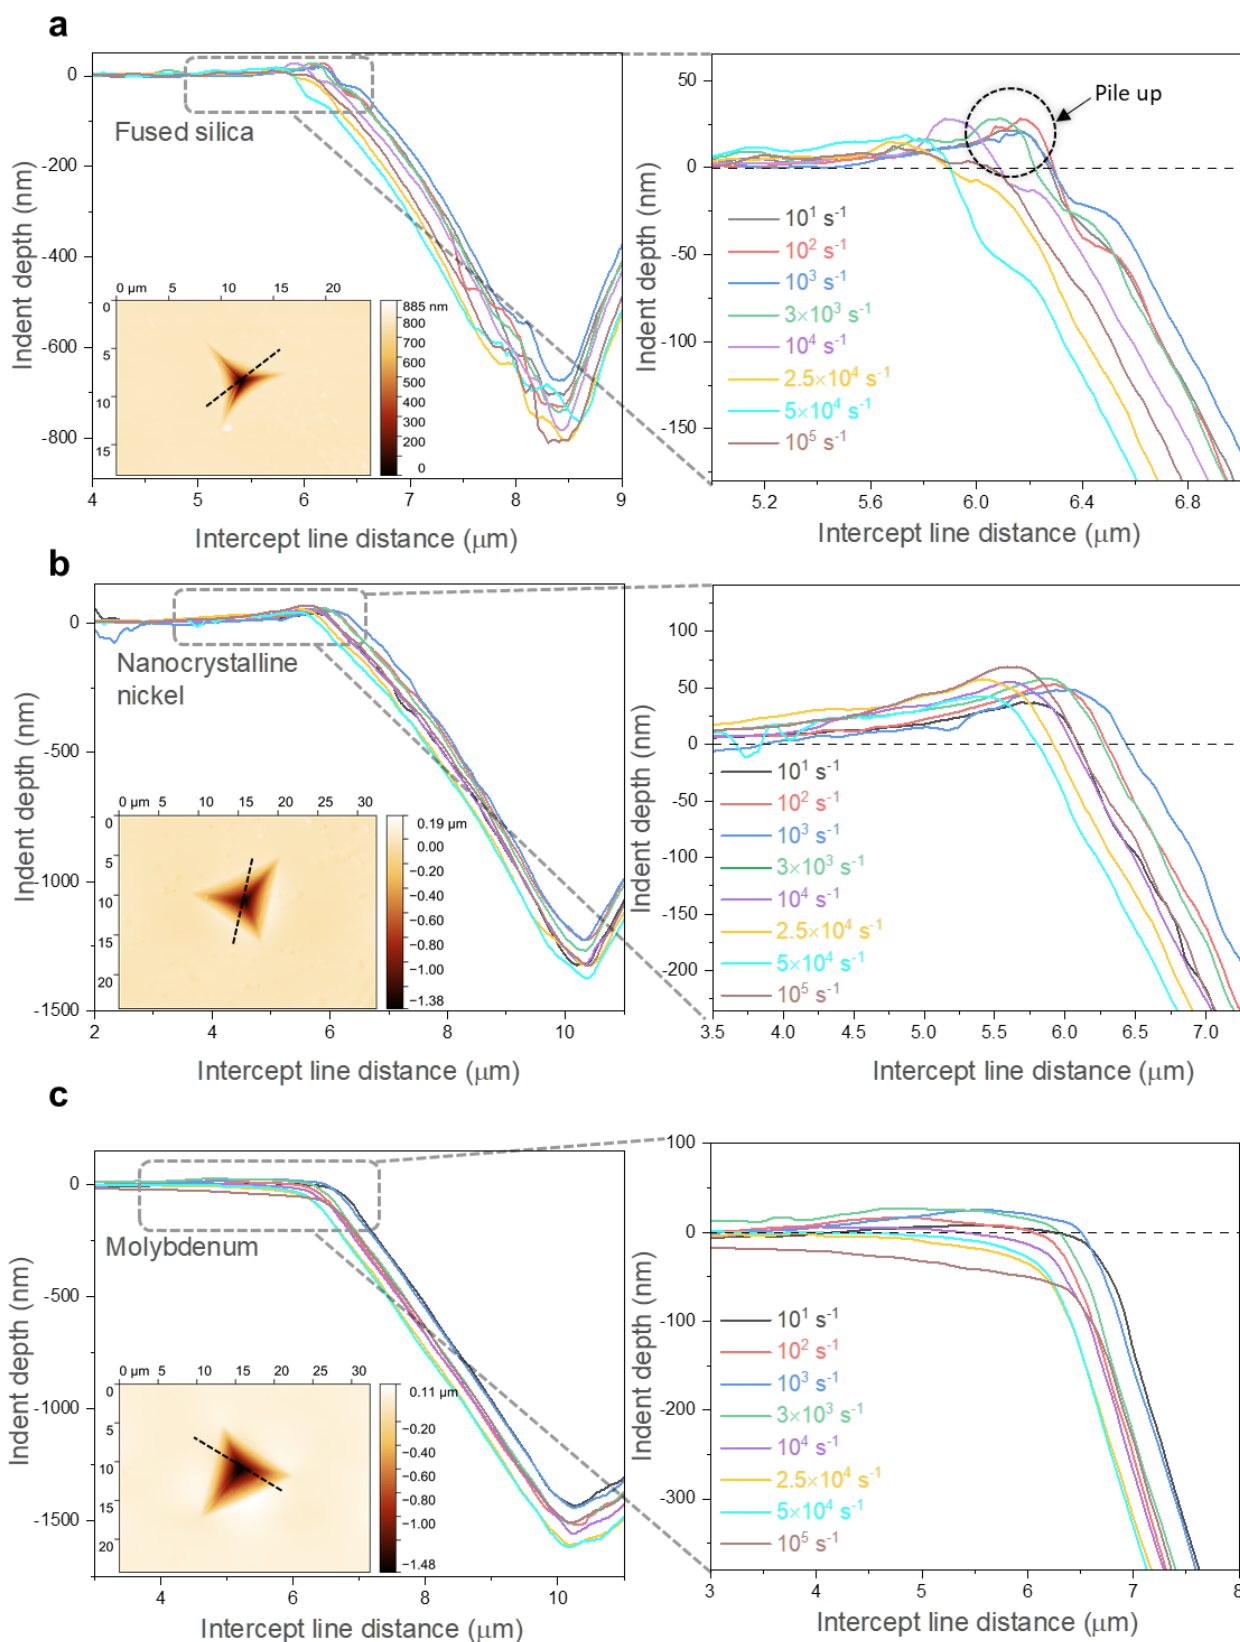 a
0
-200
-400
-600
-800
Indent depth (nm)
Fused silica
0 µm 5 10 15 20
0
5
10
15
885 nm
800
700
600
500
400
300
200
100
0
4 5 6 7 8 9
Intercept line distance (µm)
50
0
-50
-100
-150
Indent depth (nm)
Pile up
10¹ s⁻¹
10² s⁻¹
10³ s⁻¹
3×10³ s⁻¹
10⁴ s⁻¹
2.5×10⁴ s⁻¹
5×10⁴ s⁻¹
10⁵ s⁻¹
5.2 5.6 6.0 6.4 6.8
Intercept line distance (µm)
b
0
-500
-1000
-1500
Indent depth (nm)
Nanocrystalline
nickel
0 µm 5 10 15 20 25 30
0
5
10
15
20
0.19 µm
0.00
−0.20
−0.40
−0.60
−0.80
−1.00
−1.38
2 4 6 8 10
Intercept line distance (µm)
100
50
0
-50
-100
-150
-200
Indent depth (nm)
10¹ s⁻¹
10² s⁻¹
10³ s⁻¹
3×10³ s⁻¹
10⁴ s⁻¹
2.5×10⁴ s⁻¹
5×10⁴ s⁻¹
10⁵ s⁻¹
3.5 4.0 4.5 5.0 5.5 6.0 6.5 7.0
Intercept line distance (µm)
c
0
-500
-1000
-1500
Indent depth (nm)
Molybdenum
0 µm 5 10 15 20 25 30
0
5
10
15
20
0.11 µm
−0.20
−0.40
−0.60
−0.80
−1.00
−1.48
4 6 8 10
Intercept line distance (µm)
100
0
-100
-200
-300
Indent depth (nm)
10¹ s⁻¹
10² s⁻¹
10³ s⁻¹
3×10³ s⁻¹
10⁴ s⁻¹
2.5×10⁴ s⁻¹
5×10⁴ s⁻¹
10⁵ s⁻¹
3 4 5 6 7 8
Intercept line distance (µm)